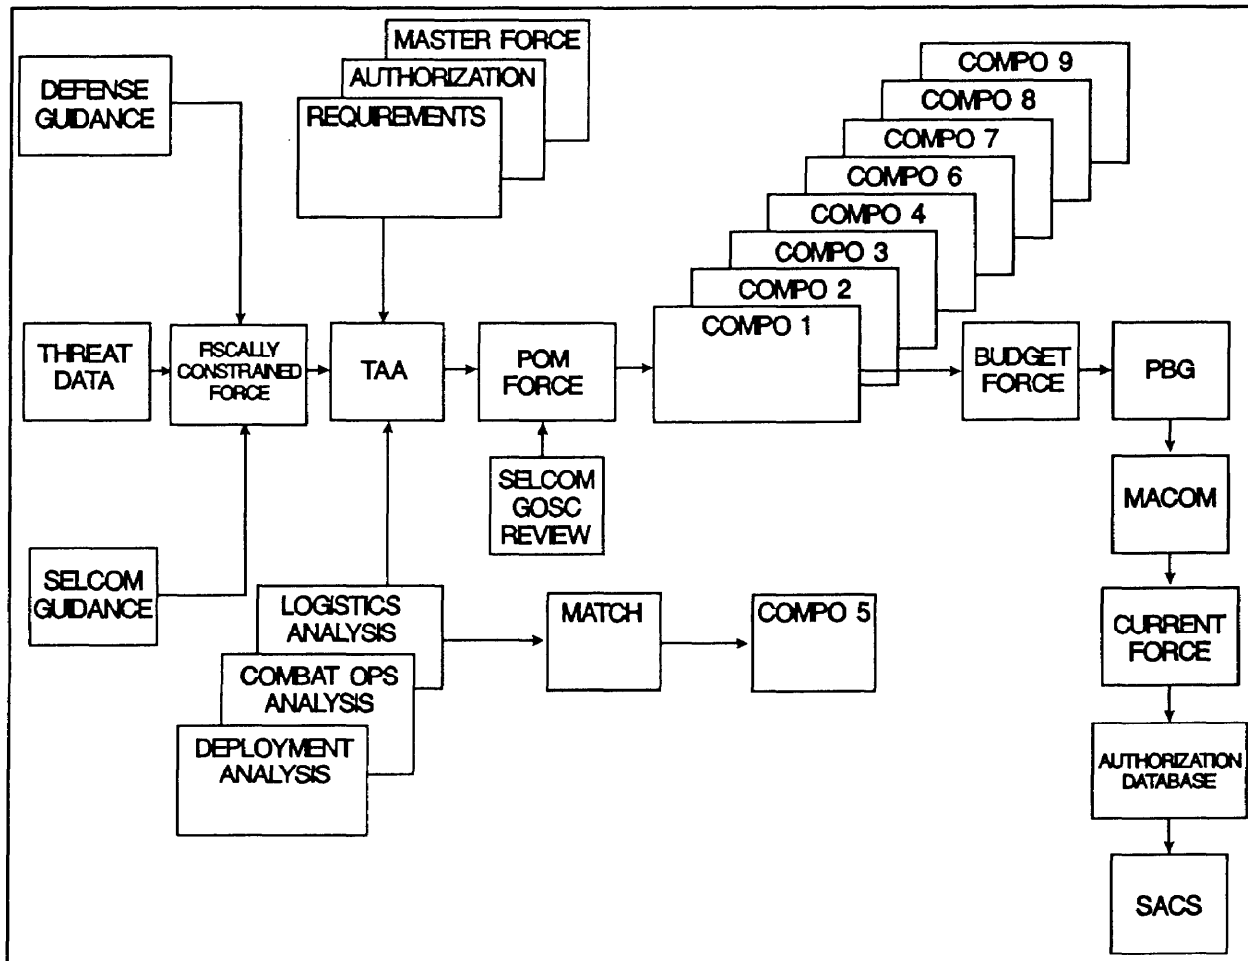 DEFENSE
GUIDANCE
MASTER FORCE
AUTHORIZATION
REQUIREMENTS
COMPO 9
COMPO 8
COMPO 7
COMPO 6
COMPO 4
COMPO 3
COMPO 2
COMPO 1
THREAT
DATA
RSCALLY
CONSTRAINED
FORCE
TAA
POM
FORCE
BUDGET
FORCE
PBG
SELCOM
GOSC
REVIEW
MACOM
SELCOM
GUIDANCE
LOGISTICS
ANALYSIS
COMBAT OPS
ANALYSIS
DEPLOYMENT
ANALYSIS
MATCH
COMPO 5
CURRENT
FORCE
AUTHORIZATION
DATABASE
SACS